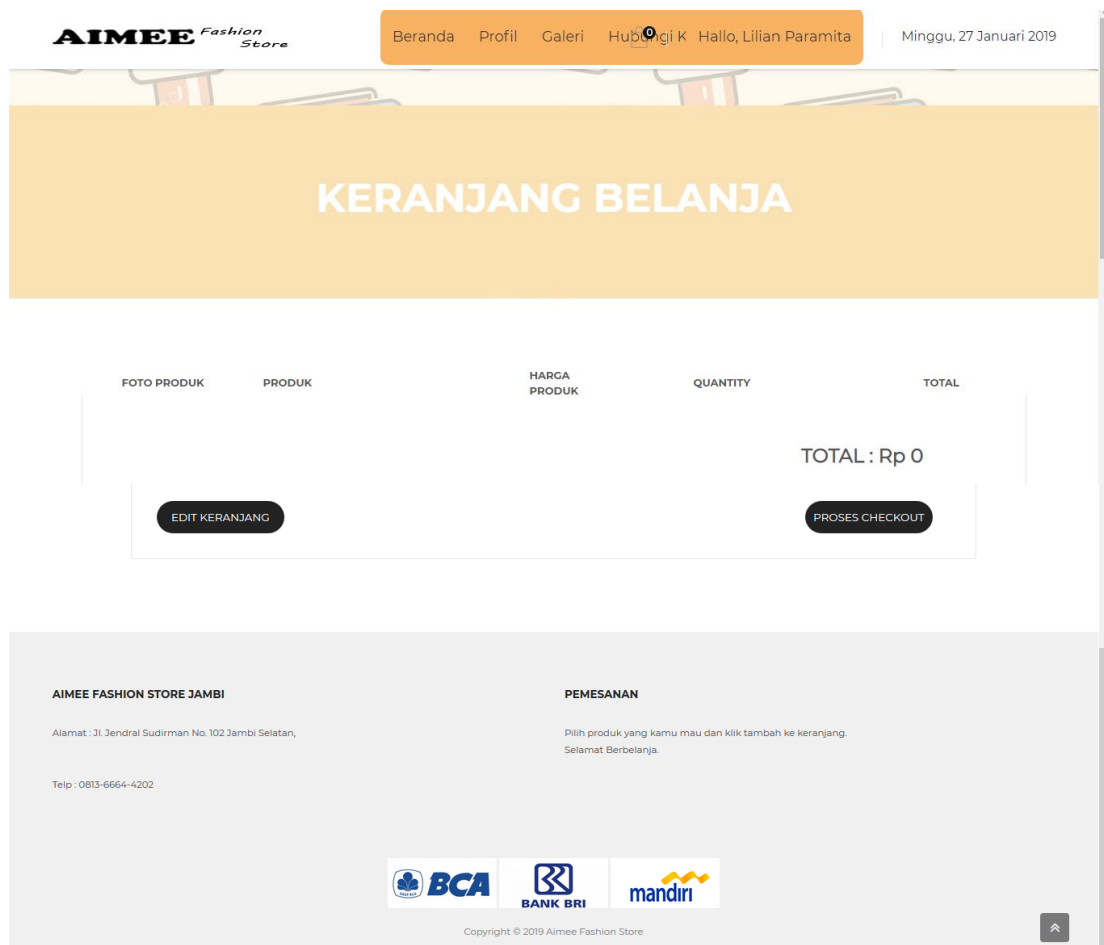 AIMEE Fashion Store
Beranda Profil Galeri Hubungi K Hallo, Lilian Paramita Minggu, 27 Januari 2019
0
KERANJANG BELANJA
FOTO PRODUK PRODUK HARGA PRODUK QUANTITY TOTAL
TOTAL : Rp 0
EDIT KERANJANG PROSES CHECKOUT
AIMEE FASHION STORE JAMBI
Alamat : Jl. Jendral Sudirman No. 102 Jambi Selatan,
Telp : 0813-6664-4202
PEMESANAN
Pilih produk yang kamu mau dan klik tambah ke keranjang.
Selamat Berbelanja.
BCA
BANK BRI
mandiri
Copyright © 2019 Aimee Fashion Store